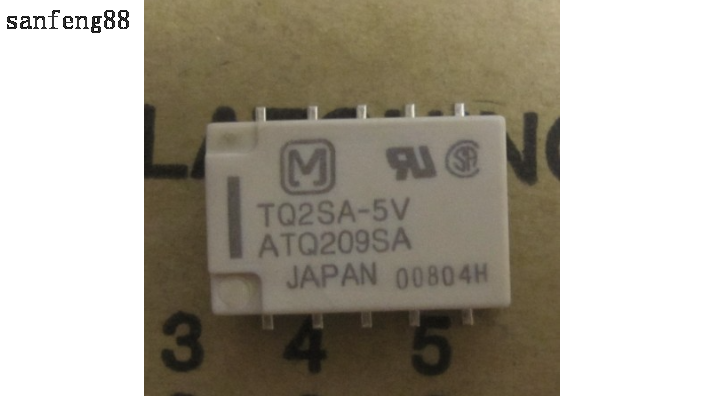 sanfeng88
TQ2SA-5V
ATQ209SA
JAPAN 00804H
3 4 5